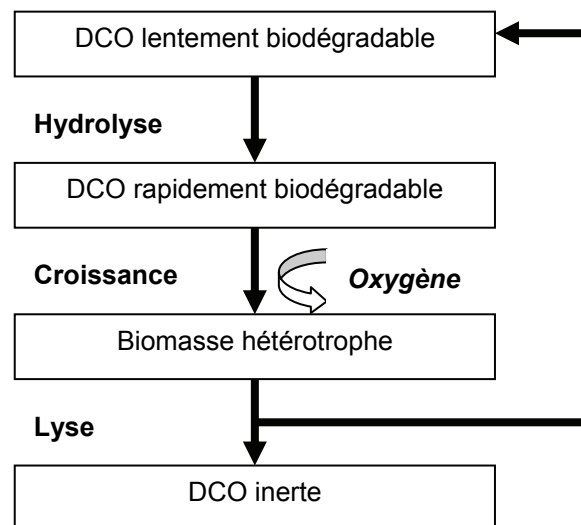 DCO lentement biodégradable
Hydrolyse
DCO rapidement biodégradable
Croissance
Oxygène
Biomasse hétérotrophe
Lyse
DCO inerte